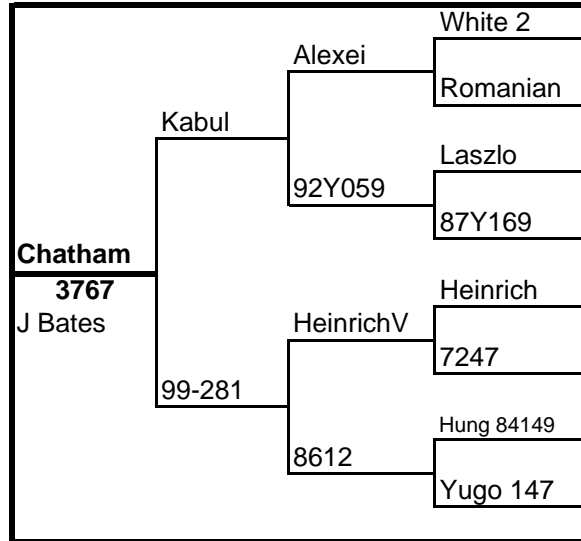 White 2
Alexei
Romanian
Kabul
Laszlo
92Y059
87Y169
Chatham
3767
J Bates
Heinrich
HeinrichV
7247
99-281
Hung 84149
8612
Yugo 147